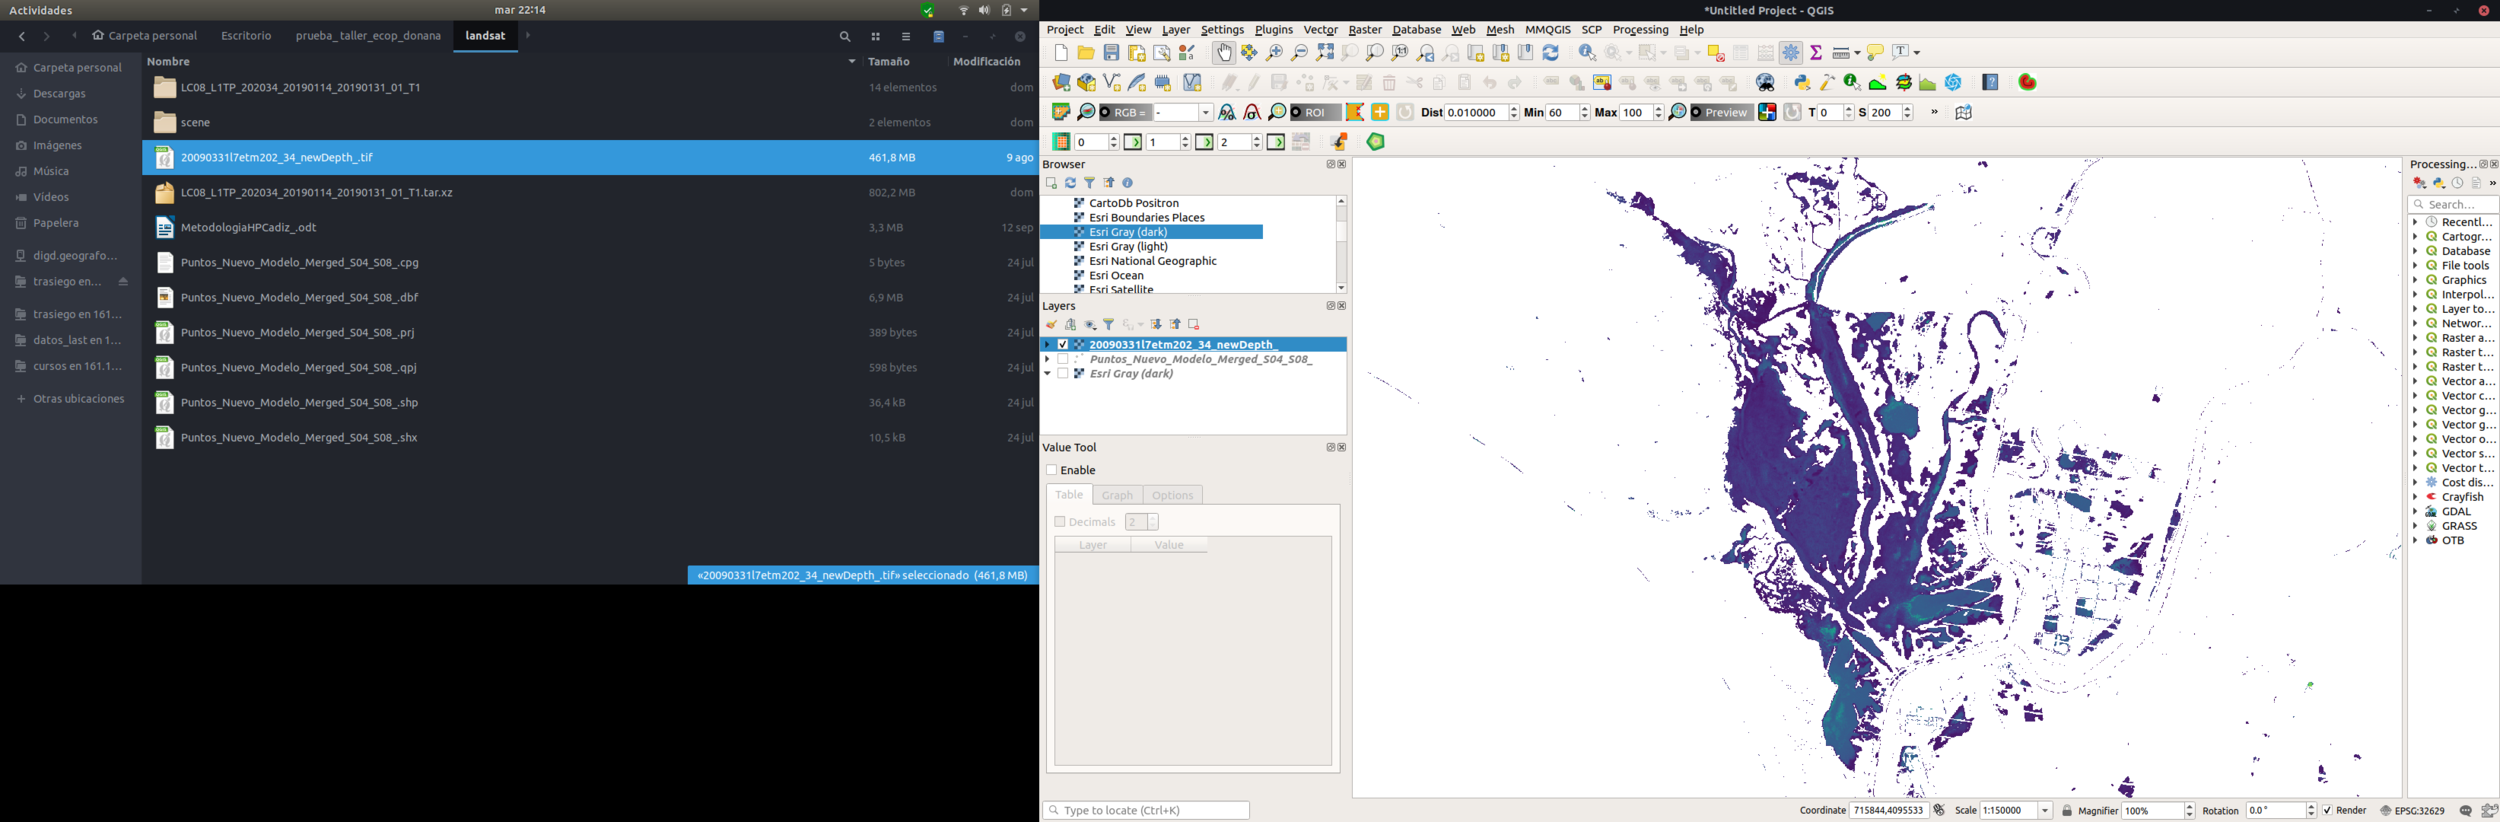 Actividades
mar 22:14
Carpeta personal
Escritorio
prueba_taller_ecop_donana
landsat
Carpeta personal
Descargas
Documentos
Imágenes
Música
Vídeos
Papelera
digd.geografo...
trasiego en...
trasiego en 161...
datos_last en 1...
cursos en 161.1...
+ Otras ubicaciones
Nombre Tamaño Modificación
LC08_L1TP_202034_20190114_20190131_01_T1 14 elementos dom
scene 2 elementos dom
20090331l7etm202_34_newDepth_.tif 461,8 MB 9 ago
LC08_L1TP_202034_20190114_20190131_01_T1.tar.xz 802,2 MB dom
MetodologiaHPCadiz_.odt 3,3 MB 12 sep
Puntos_Nuevo_Modelo_Merged_S04_S08_.cpg 5 bytes 24 jul
Puntos_Nuevo_Modelo_Merged_S04_S08_.dbf 6,9 MB 24 jul
Puntos_Nuevo_Modelo_Merged_S04_S08_.prj 389 bytes 24 jul
Puntos_Nuevo_Modelo_Merged_S04_S08_.qpj 598 bytes 24 jul
Puntos_Nuevo_Modelo_Merged_S04_S08_.shp 36,4 kB 24 jul
Puntos_Nuevo_Modelo_Merged_S04_S08_.shx 10,5 kB 24 jul
«20090331l7etm202_34_newDepth_.tif» seleccionado (461,8 MB)
*Untitled Project - QGIS
Project Edit View Layer Settings Plugins Vector Raster Database Web Mesh MMQGIS SCP Processing Help
RGB = - ROI Dist 0.010000 Min 60 Max 100 Preview T 0 S 200 »
0 1 2
Browser
CartoDb Positron
Esri Boundaries Places
Esri Gray (dark)
Esri Gray (light)
Esri National Geographic
Esri Ocean
Esri Satellite
Layers
20090331l7etm202_34_newDepth_
Puntos_Nuevo_Modelo_Merged_S04_S08_
Esri Gray (dark)
Value Tool
Enable
Table Graph Options
Decimals 2
Layer Value
Processing...
»
Search...
Recentl...
Cartogr...
Database
File tools
Graphics
Interpol...
Layer to...
Networ...
Raster a...
Raster t...
Raster t...
Vector a...
Vector c...
Vector g...
Vector g...
Vector o...
Vector s...
Vector t...
Cost dis...
Crayfish
GDAL
GRASS
OTB
Type to locate (Ctrl+K)
Coordinate 715844,4095533 Scale 1:150000 Magnifier 100% Rotation 0.0 ° Render EPSG:32629